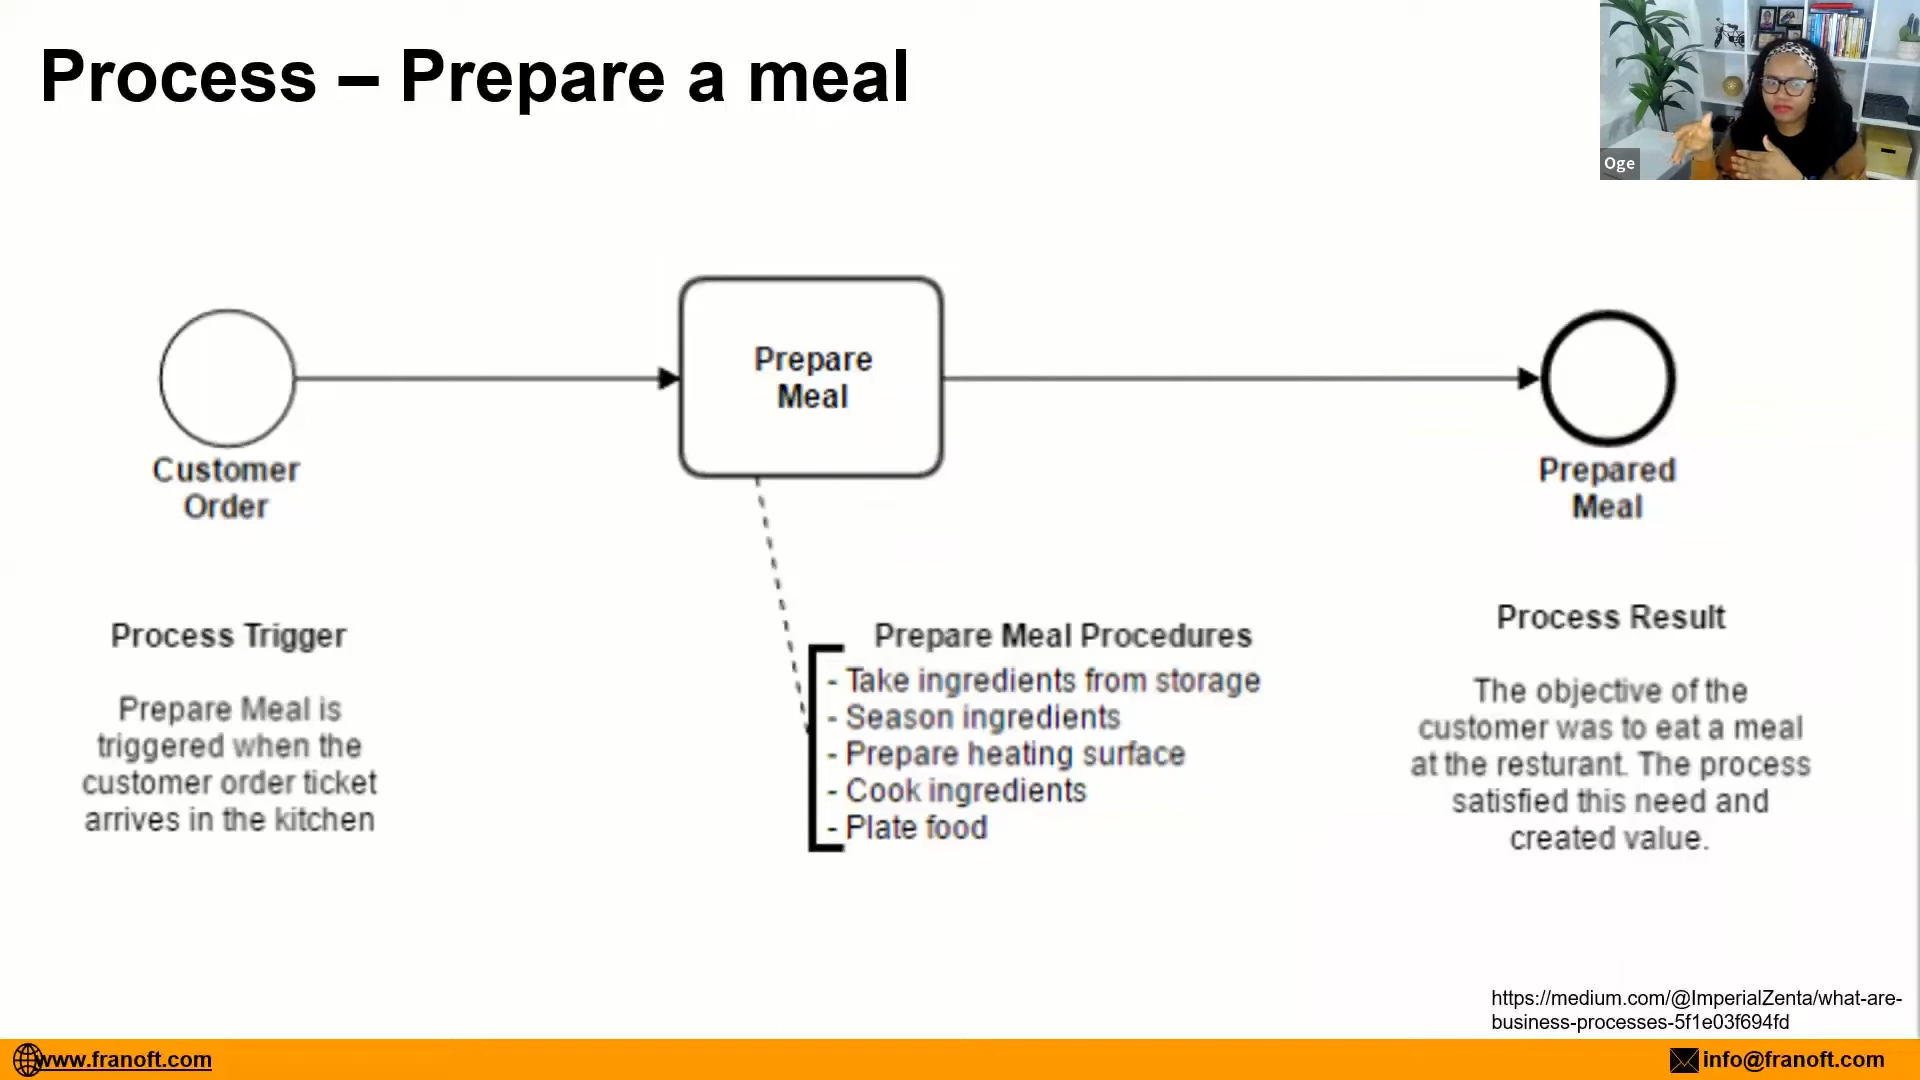 Process – Prepare a meal
Oge
Prepare
Meal
Customer
Order
Prepared
Meal
Process Trigger
Prepare Meal is
triggered when the
customer order ticket
arrives in the kitchen
Prepare Meal Procedures
- Take ingredients from storage
- Season ingredients
- Prepare heating surface
- Cook ingredients
- Plate food
Process Result
The objective of the
customer was to eat a meal
at the resturant. The process
satisfied this need and
created value.
https://medium.com/@ImperialZenta/what-are-
business-processes-5f1e03f694fd
www.franoft.com
info@franoft.com